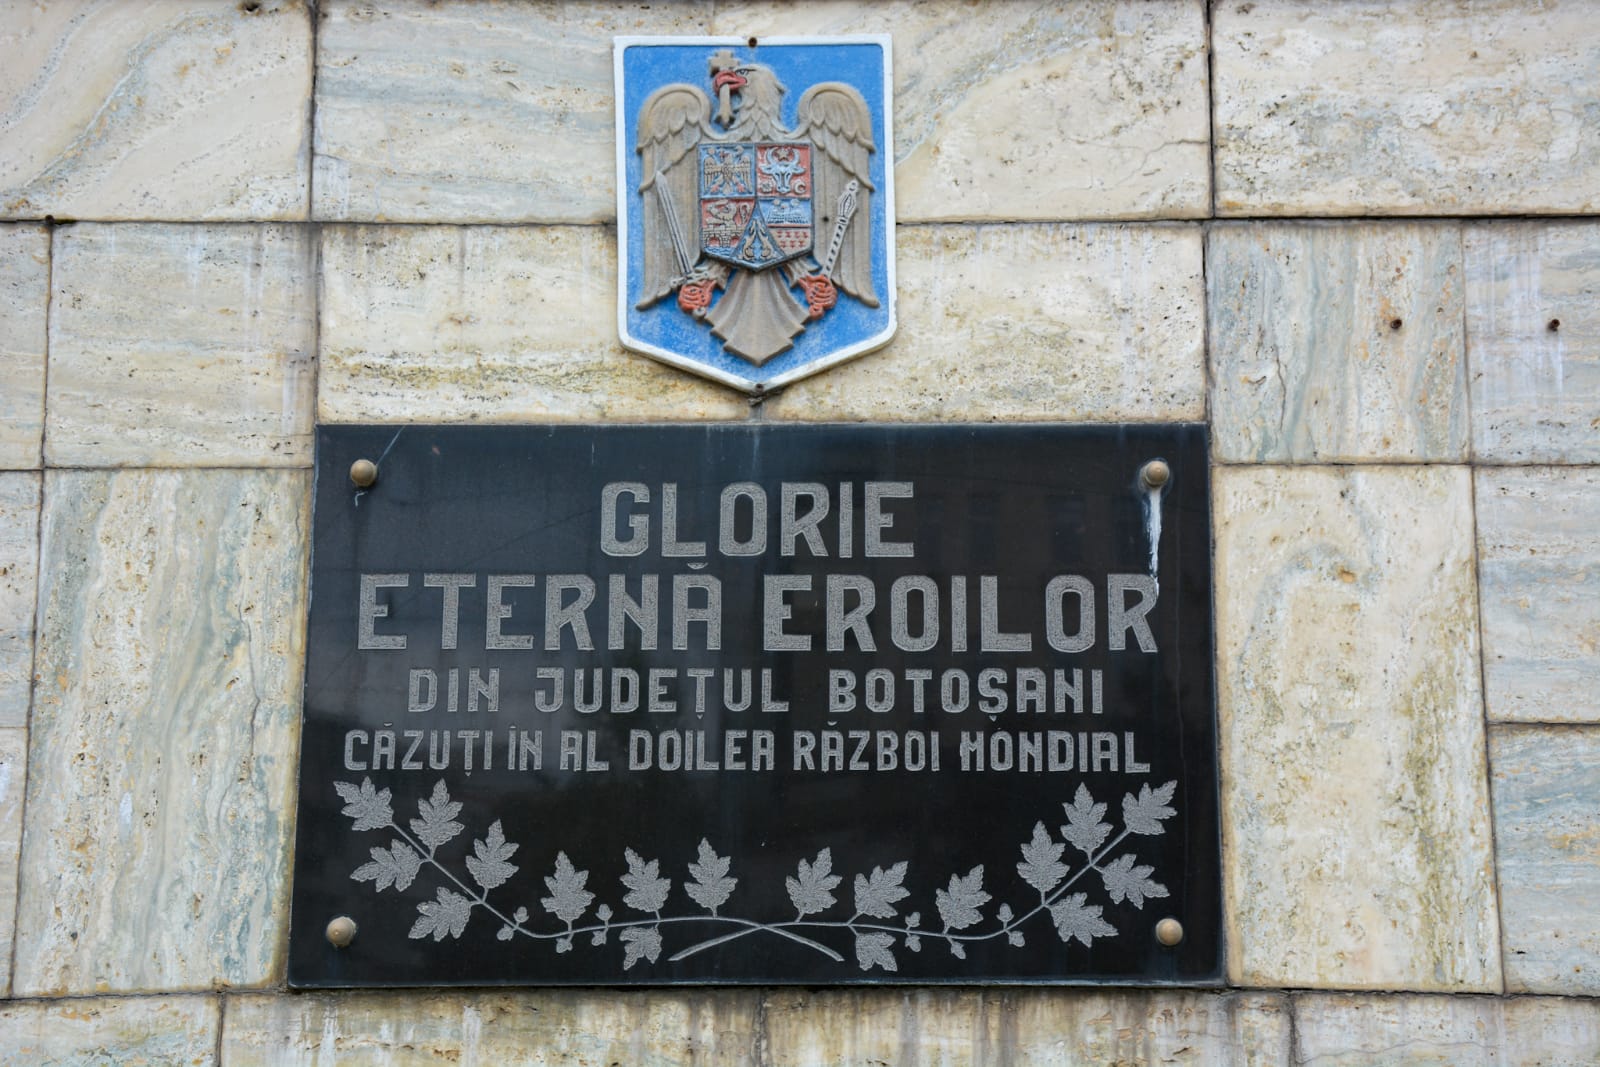 GLORIE
ETERNĂ EROILOR
DIN JUDEȚUL BOTOȘANI
CĂZUȚI ÎN AL DOILEA RĂZBOI MONDIAL